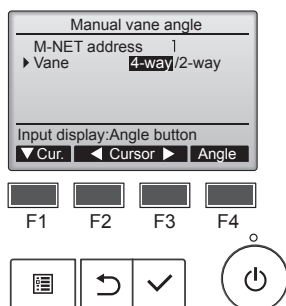 Manual vane angle
M-NET address 1
Vane 4-way/2-way
Input display:Angle button
▼Cur. ◀ Cursor ▶ Angle
F1 F2 F3 F4